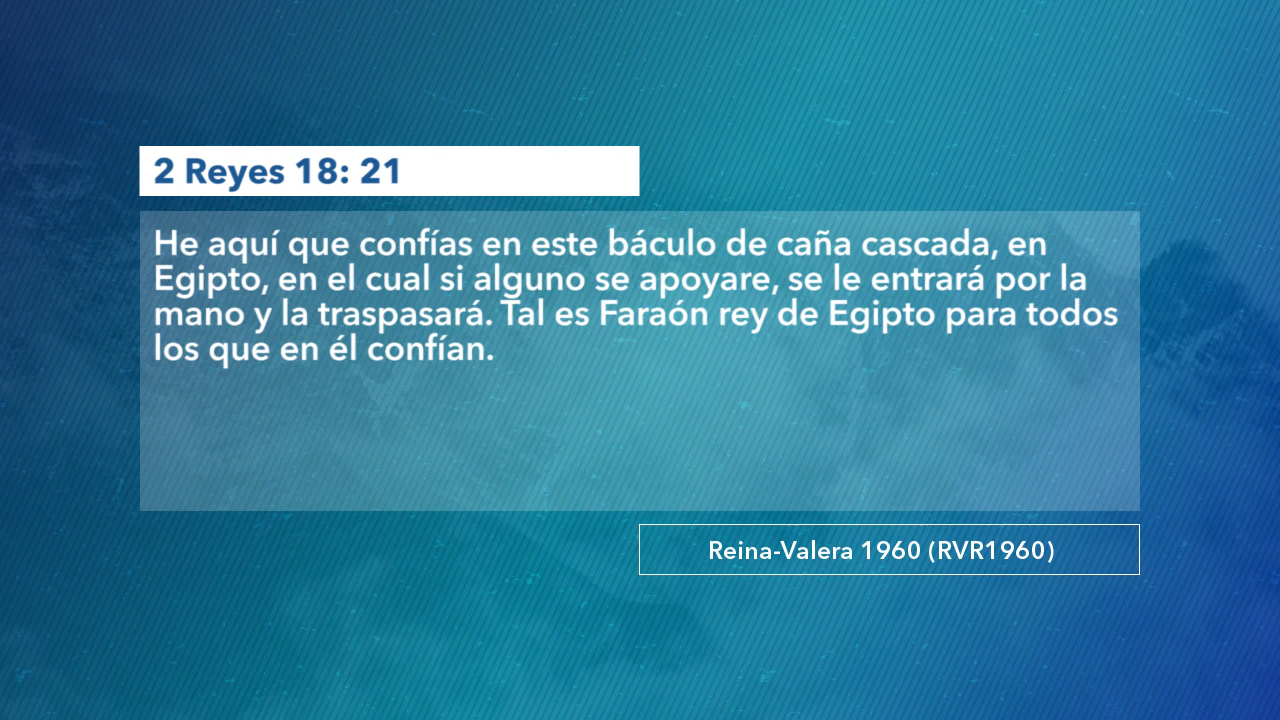 2 Reyes 18: 21
He aquí que confías en este báculo de caña cascada, en
Egipto, en el cual si alguno se apoyare, se le entrará por la
mano y la traspasará. Tal es Faraón rey de Egipto para todos
los que en él confían.
Reina-Valera 1960 (RVR1960)